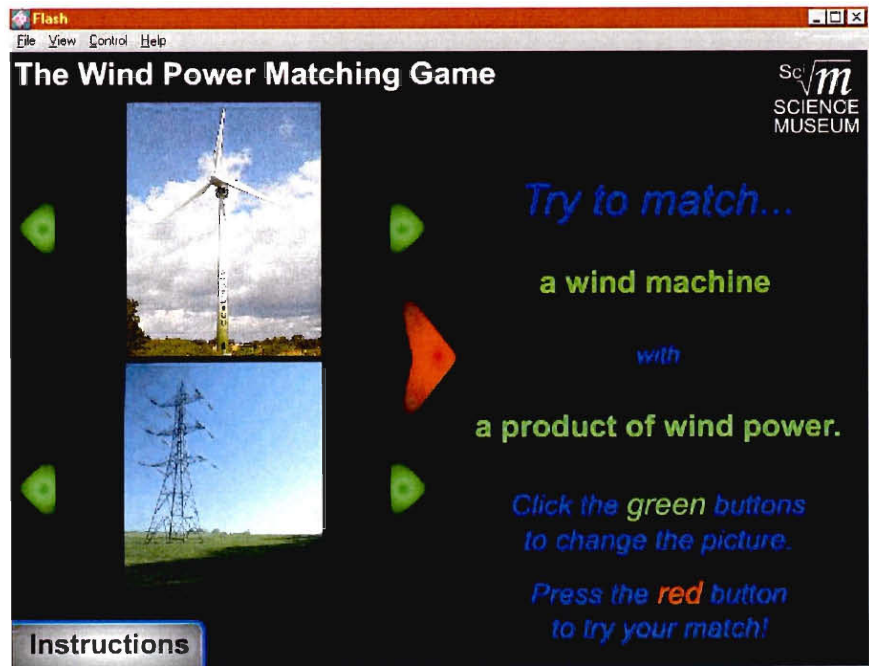 Flash
File View Control Help
The Wind Power Matching Game
Sci √m
SCIENCE
MUSEUM
Try to match...
a wind machine
with
a product of wind power.
Click the green buttons
to change the picture.
Press the red button
to try your match!
Instructions